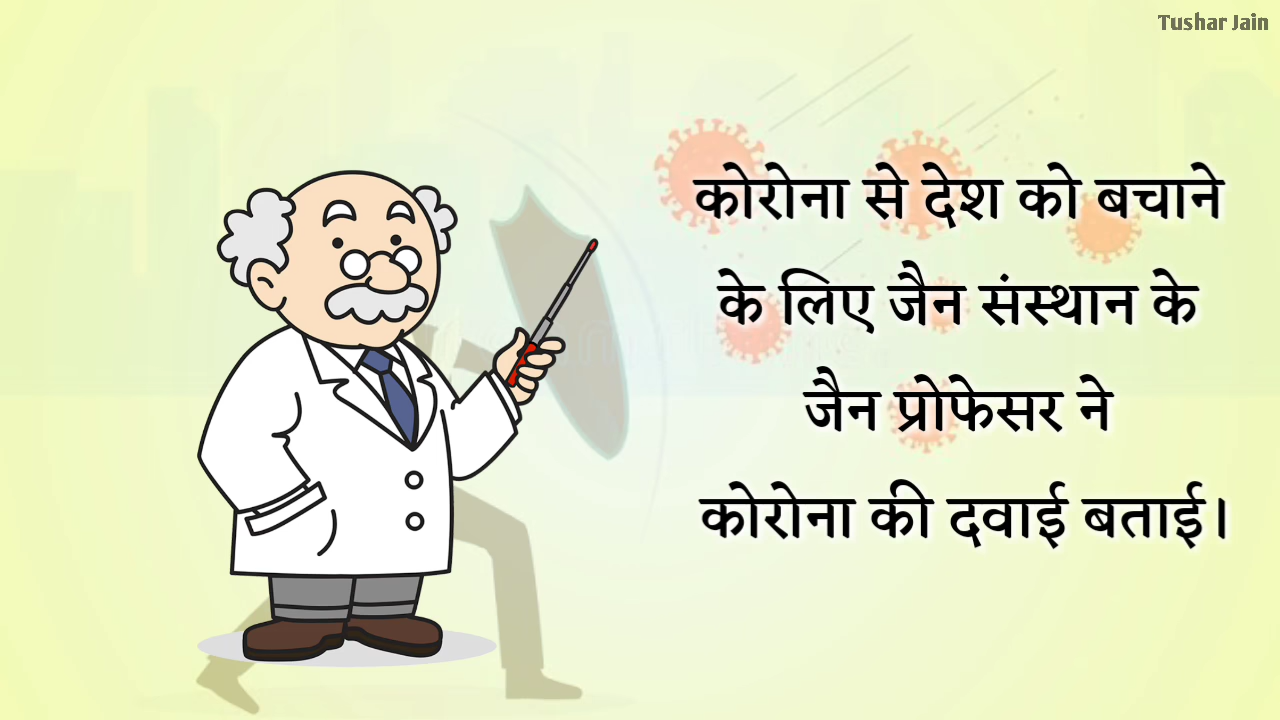 Tushar Jain
कोरोना से देश को बचाने
के लिए जैन संस्थान के
जैन प्रोफेसर ने
कोरोना की दवाई बताई।